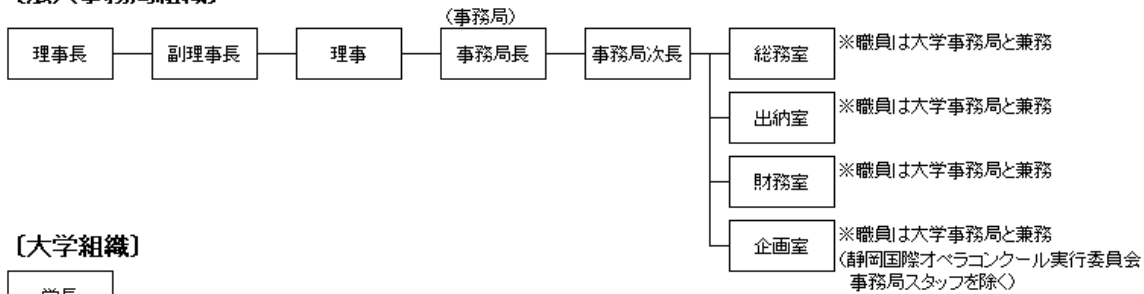 (事務局)
理事長 副理事長 理事 事務局長 事務局次長 総務室 ※職員は大学事務局と兼務
出納室 ※職員は大学事務局と兼務
財務室 ※職員は大学事務局と兼務
企画室 ※職員は大学事務局と兼務
(静岡国際オペラコンクール実行委員会
事務局スタッフを除く)
〔大学組織〕
学長